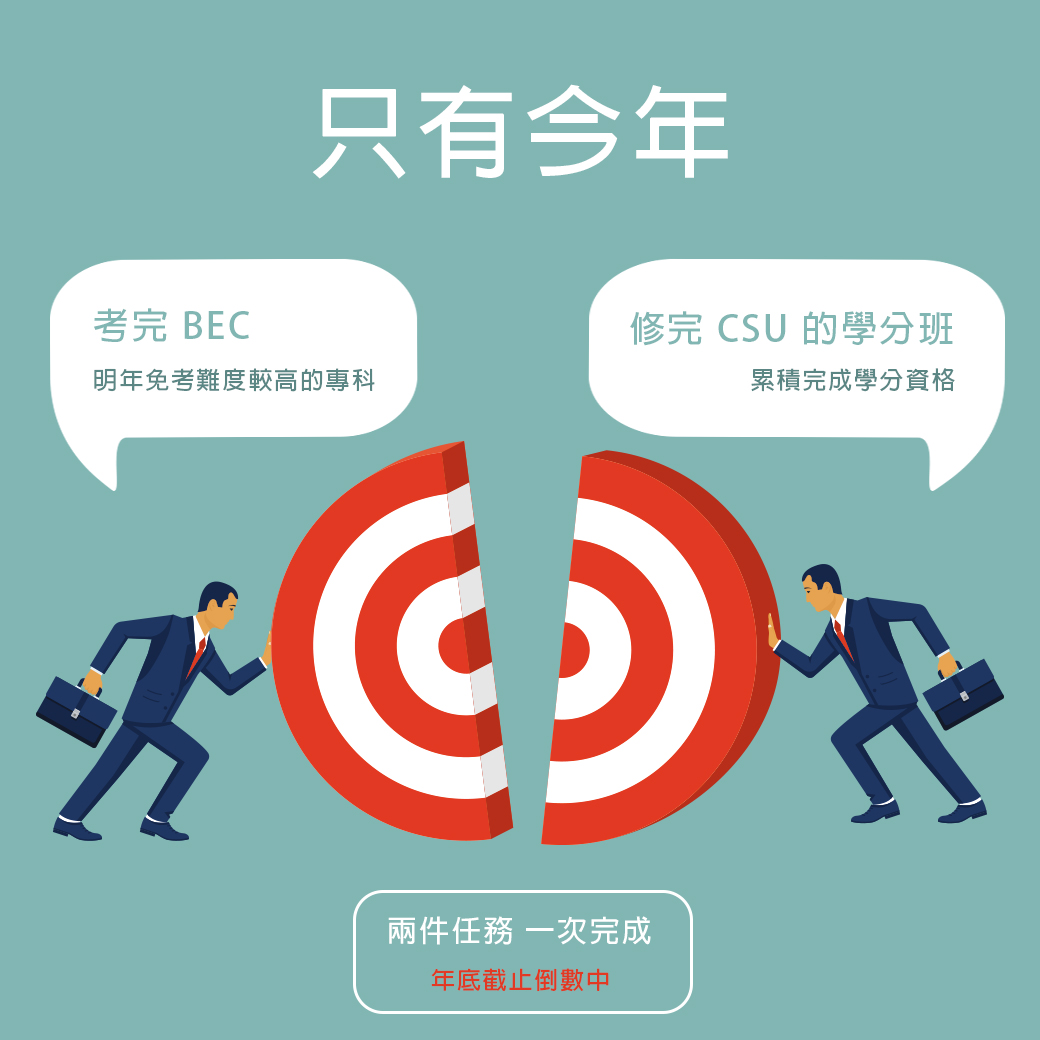 只有今年
考完 BEC
明年免考難度較高的專科
修完 CSU 的學分班
累積完成學分資格
兩件任務 一次完成
年底截止倒數中